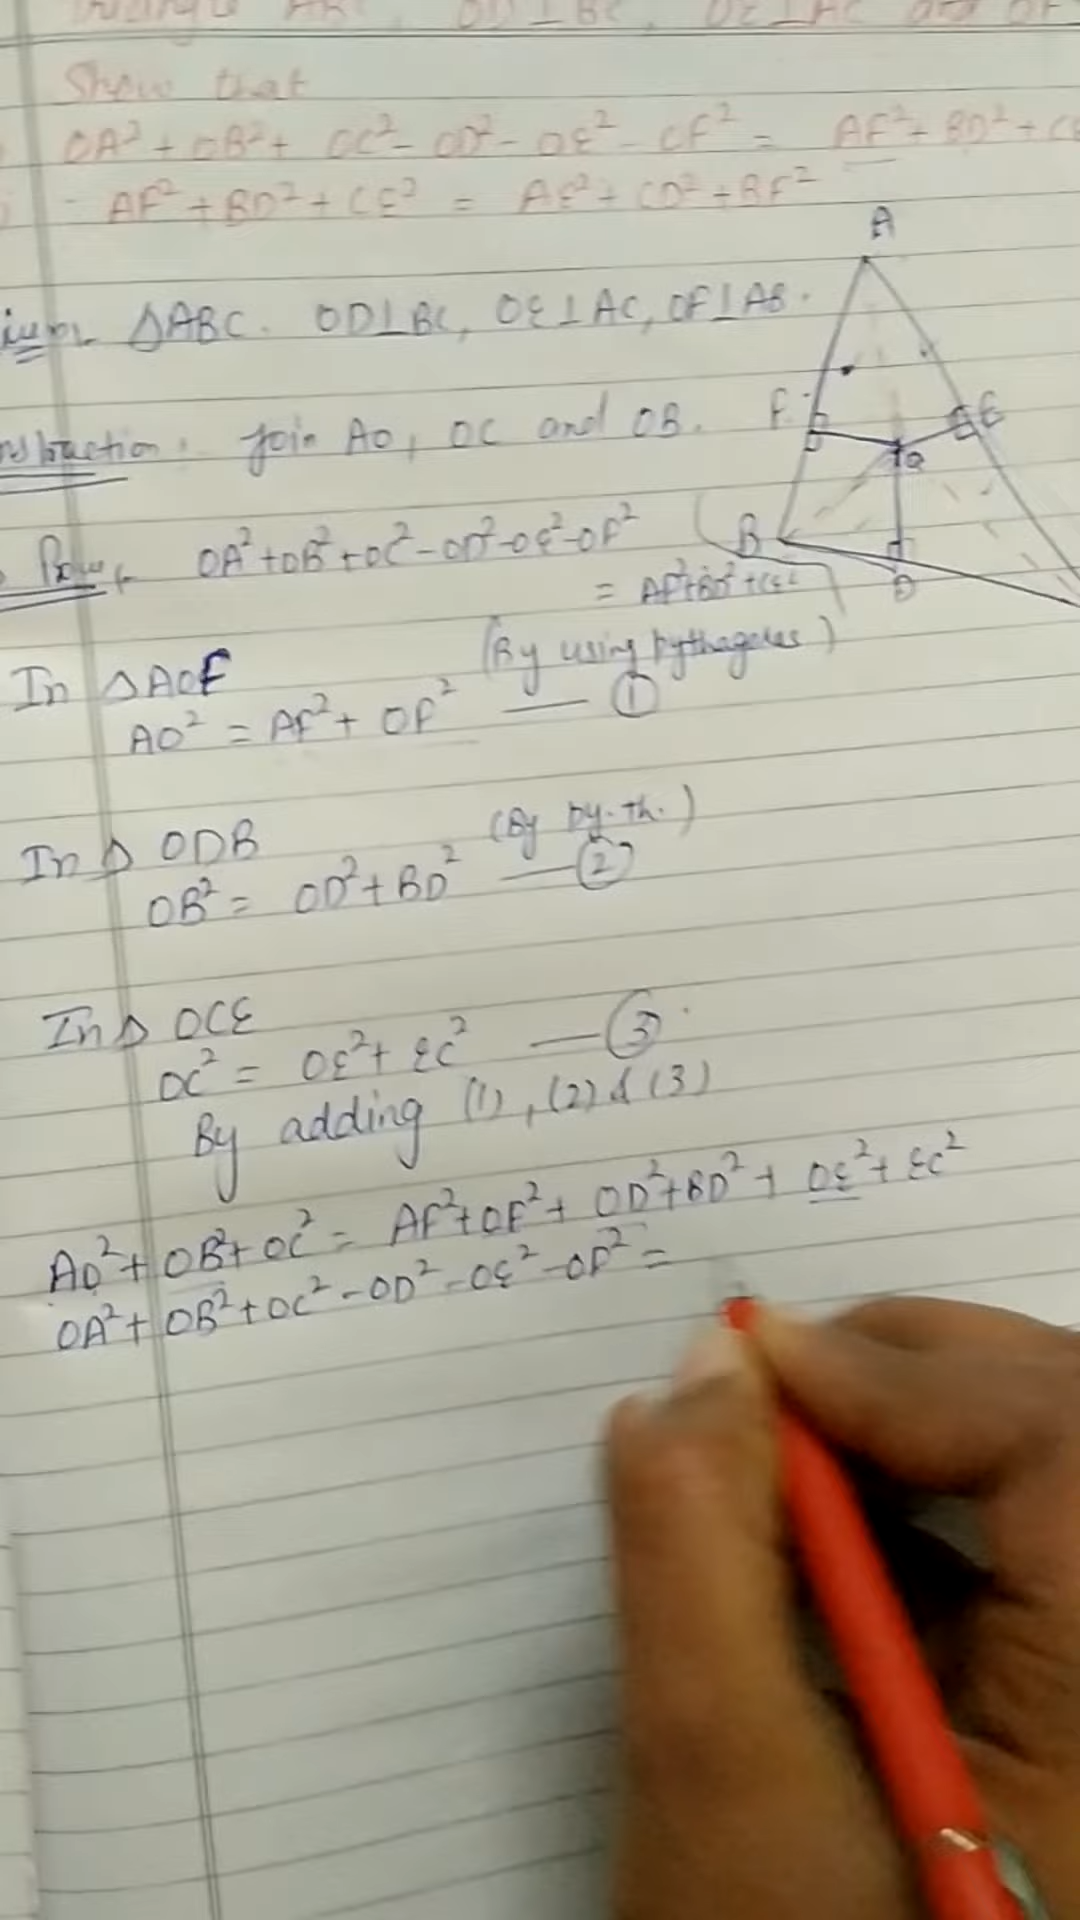 Show that
OA² + OB² + OC² - OD² - OE² - OF² = AF² + BD² +
AF² + BD² + CE² = AE² + CD² + BF²
A
ΔABC. OD⊥BC, OE⊥AC, OF⊥AB.
Join AO, OC and OB.
F
E
O
B
D
OA²+OB²+OC²-OD²-OE²-OF²
= AF²+BD²+CE²
In ΔAOF (By using pythagoras)
AO² = AF² + OF² — ①
In Δ ODB (By py. th.)
OB² = OD²+BD² — ②
In Δ OCE
OC² = OE²+ EC² — ③
By adding (1), (2) & (3)
AO²+OB²+OC² = AF²+OF²+ OD²+BD²+ OE²+ EC²
OA²+OB²+OC²-OD²-OE²-OF² =